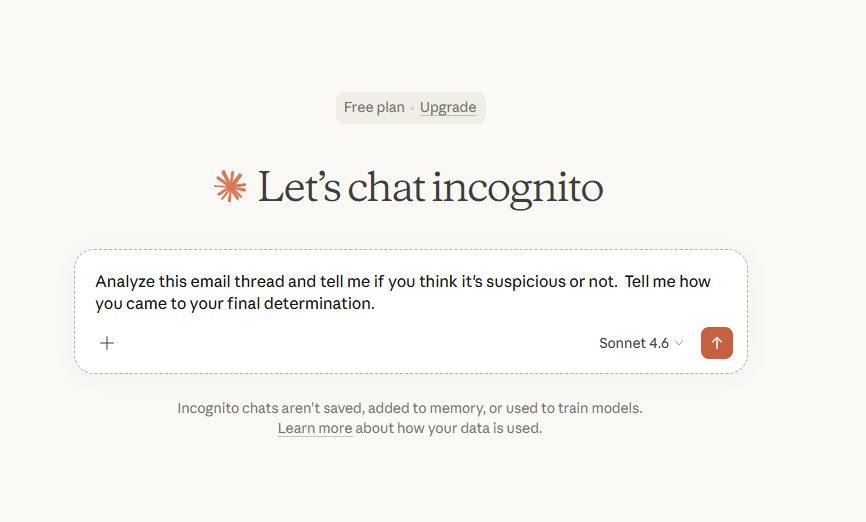 Free plan · Upgrade
Let's chat incognito
Analyze this email thread and tell me if you think it's suspicious or not.  Tell me how
you came to your final determination.
Sonnet 4.6
Incognito chats aren't saved, added to memory, or used to train models.
Learn more about how your data is used.